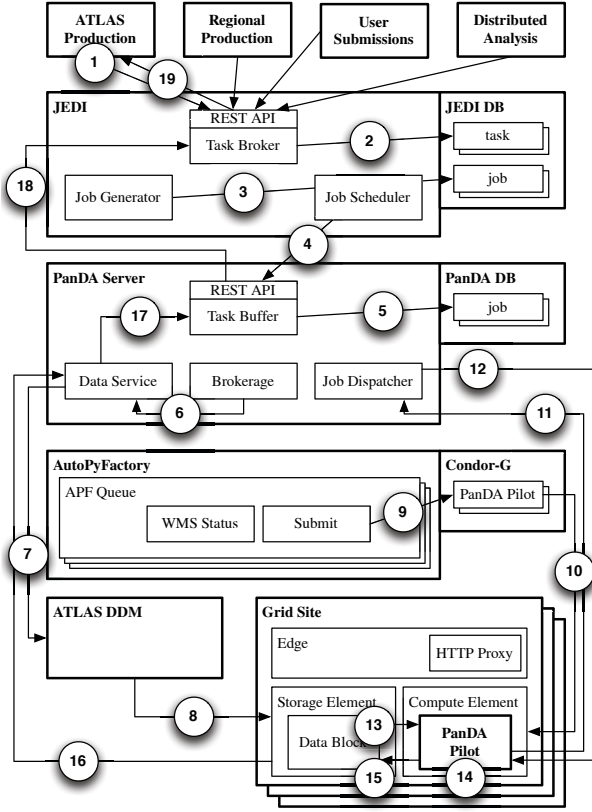 ATLAS
Production
Regional
Production
User
Submissions
Distributed
Analysis
1
19
JEDI
REST API
Task Broker
2
JEDI DB
task
18
Job Generator
3
Job Scheduler
job
4
PanDA Server
REST API
Task Buffer
17
5
PanDA DB
job
Data Service
Brokerage
Job Dispatcher
12
6
11
AutoPyFactory
APF Queue
WMS Status
Submit
9
Condor-G
PanDA Pilot
7
10
ATLAS DDM
Grid Site
Edge
HTTP Proxy
8
Storage Element
Data Block
13
Compute Element
PanDA
Pilot
16
15
14